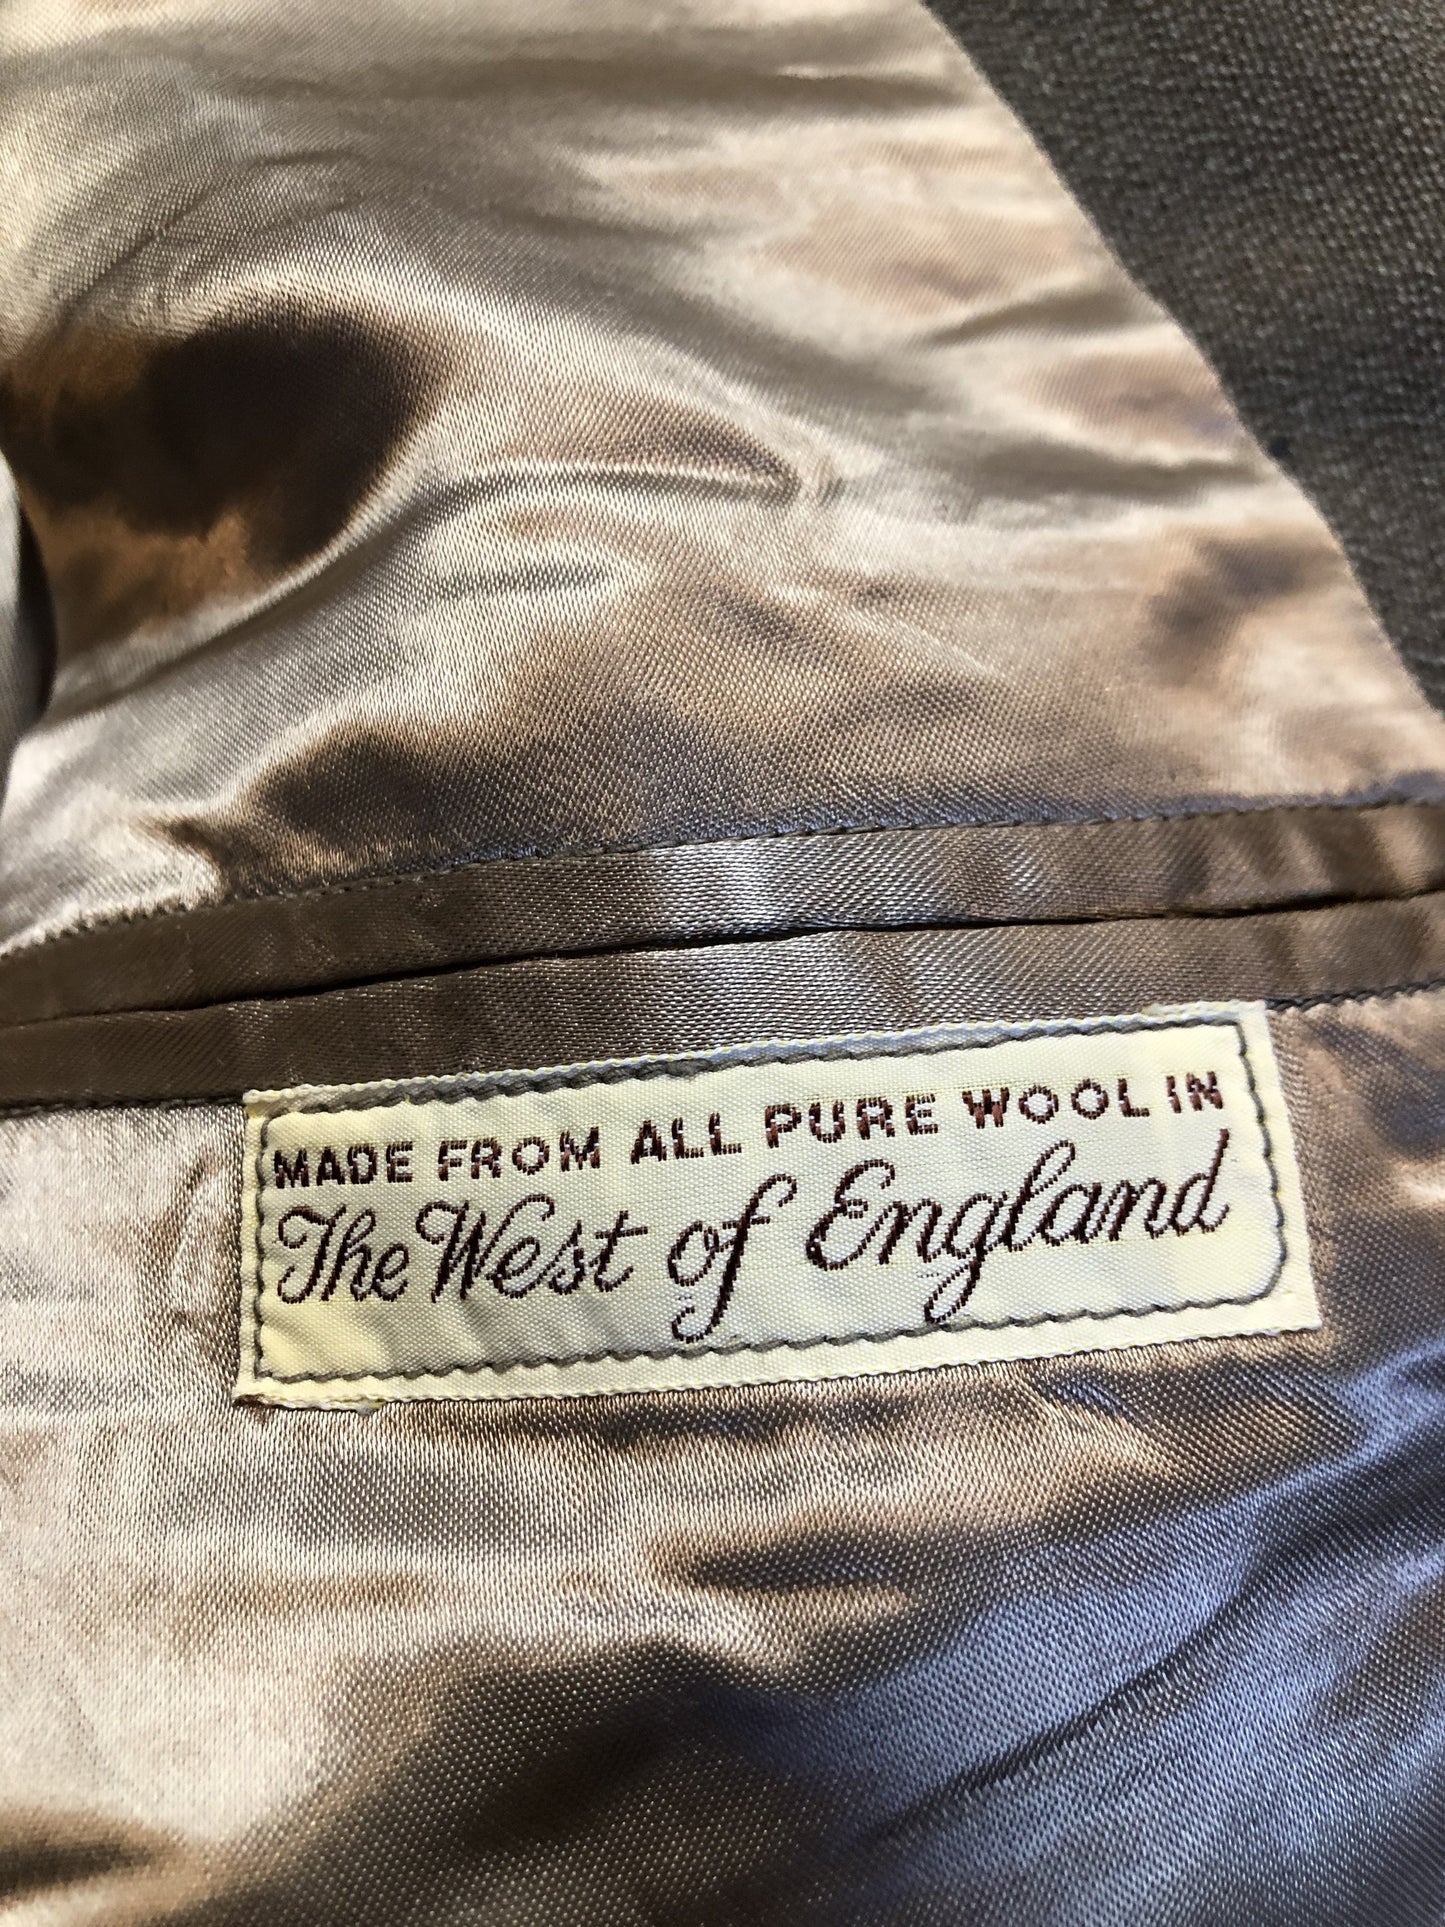 MADE FROM ALL PURE WOOL IN
The West of England